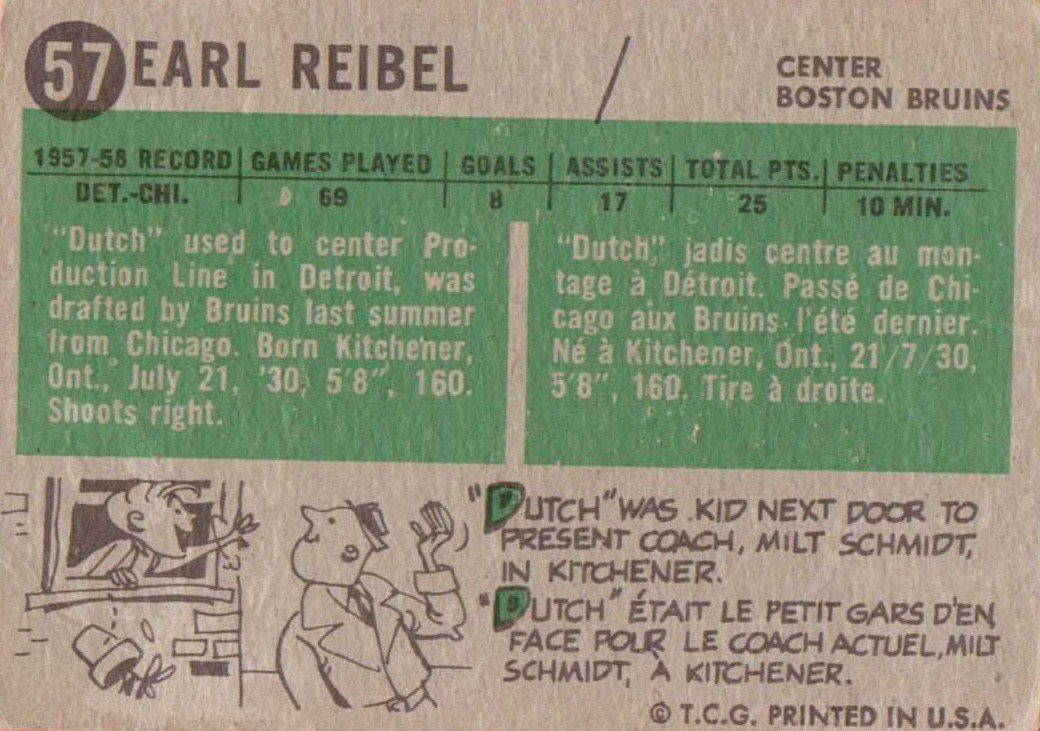 57 EARL REIBEL
CENTER
BOSTON BRUINS
1957-58 RECORD GAMES PLAYED GOALS ASSISTS TOTAL PTS. PENALTIES
DET.-CHI. 69 8 17 25 10 MIN.
"Dutch" used to center Pro-
duction Line in Detroit, was
drafted by Bruins last summer
from Chicago. Born Kitchener,
Ont., July 21, '30, 5'8", 160.
Shoots right.
"Dutch", jadis centre au mon-
tage à Détroit. Passé de Chi-
cago aux Bruins l'été dernier.
Né à Kitchener, Ont., 21/7/30,
5'8", 160. Tire à droite.
"DUTCH" WAS KID NEXT DOOR TO
PRESENT COACH, MILT SCHMIDT,
IN KITCHENER.
"DUTCH" ÉTAIT LE PETIT GARS D'EN
FACE POUR LE COACH ACTUEL, MILT
SCHMIDT, À KITCHENER.
© T.C.G. PRINTED IN U.S.A.